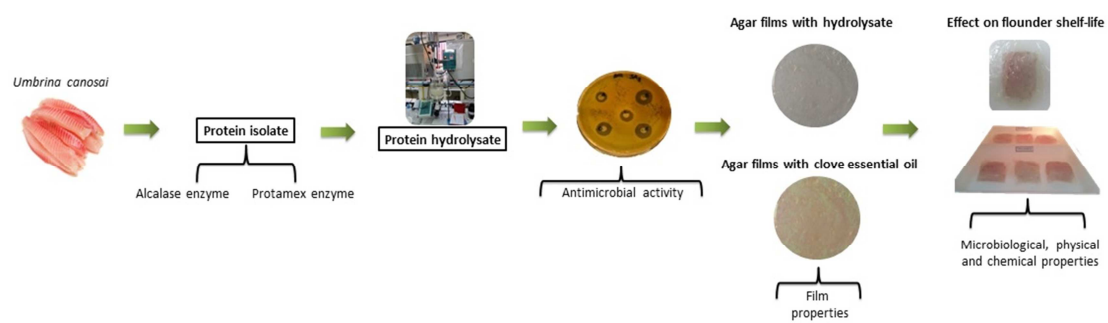 Umbrina canosai
Protein isolate
Alcalase enzyme
Protamex enzyme
Protein hydrolysate
Antimicrobial activity
Agar films with hydrolysate
Agar films with clove essential oil
Film
properties
Effect on flounder shelf-life
Microbiological, physical
and chemical properties